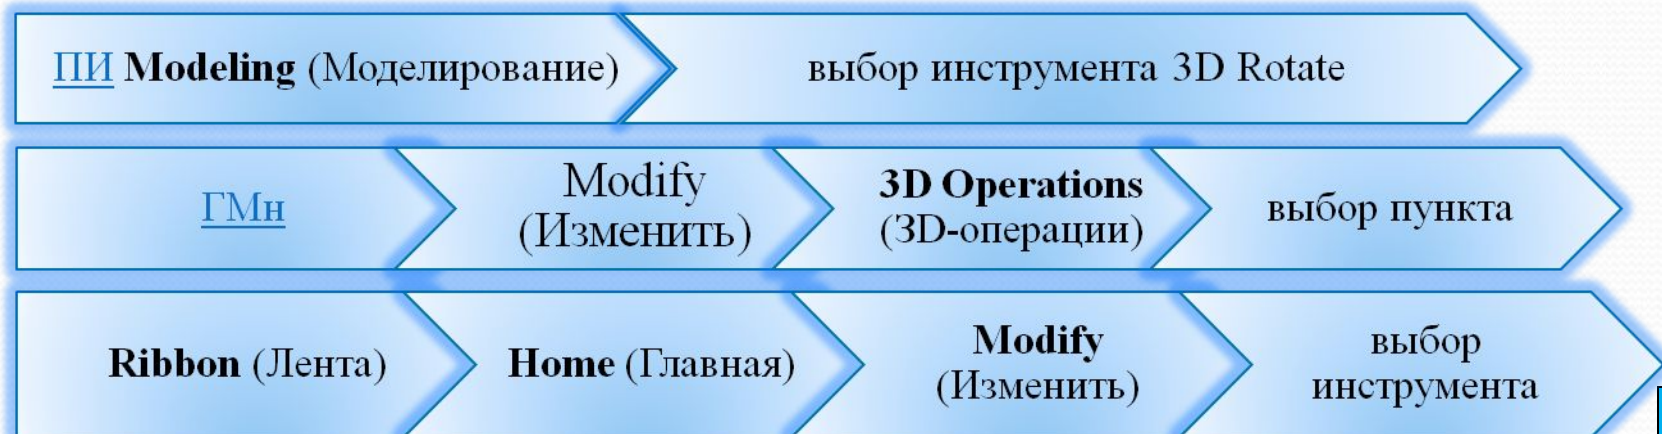 ПИ Modeling (Моделирование)
выбор инструмента 3D Rotate
ГМн
Modify
(Изменить)
3D Operations
(3D-операции)
выбор пункта
Ribbon (Лента)
Home (Главная)
Modify
(Изменить)
выбор
инструмента